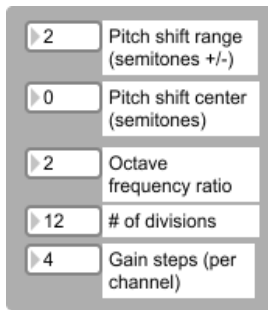 2
Pitch shift range
(semitones +/-)
0
Pitch shift center
(semitones)
2
Octave
frequency ratio
12
# of divisions
4
Gain steps (per
channel)